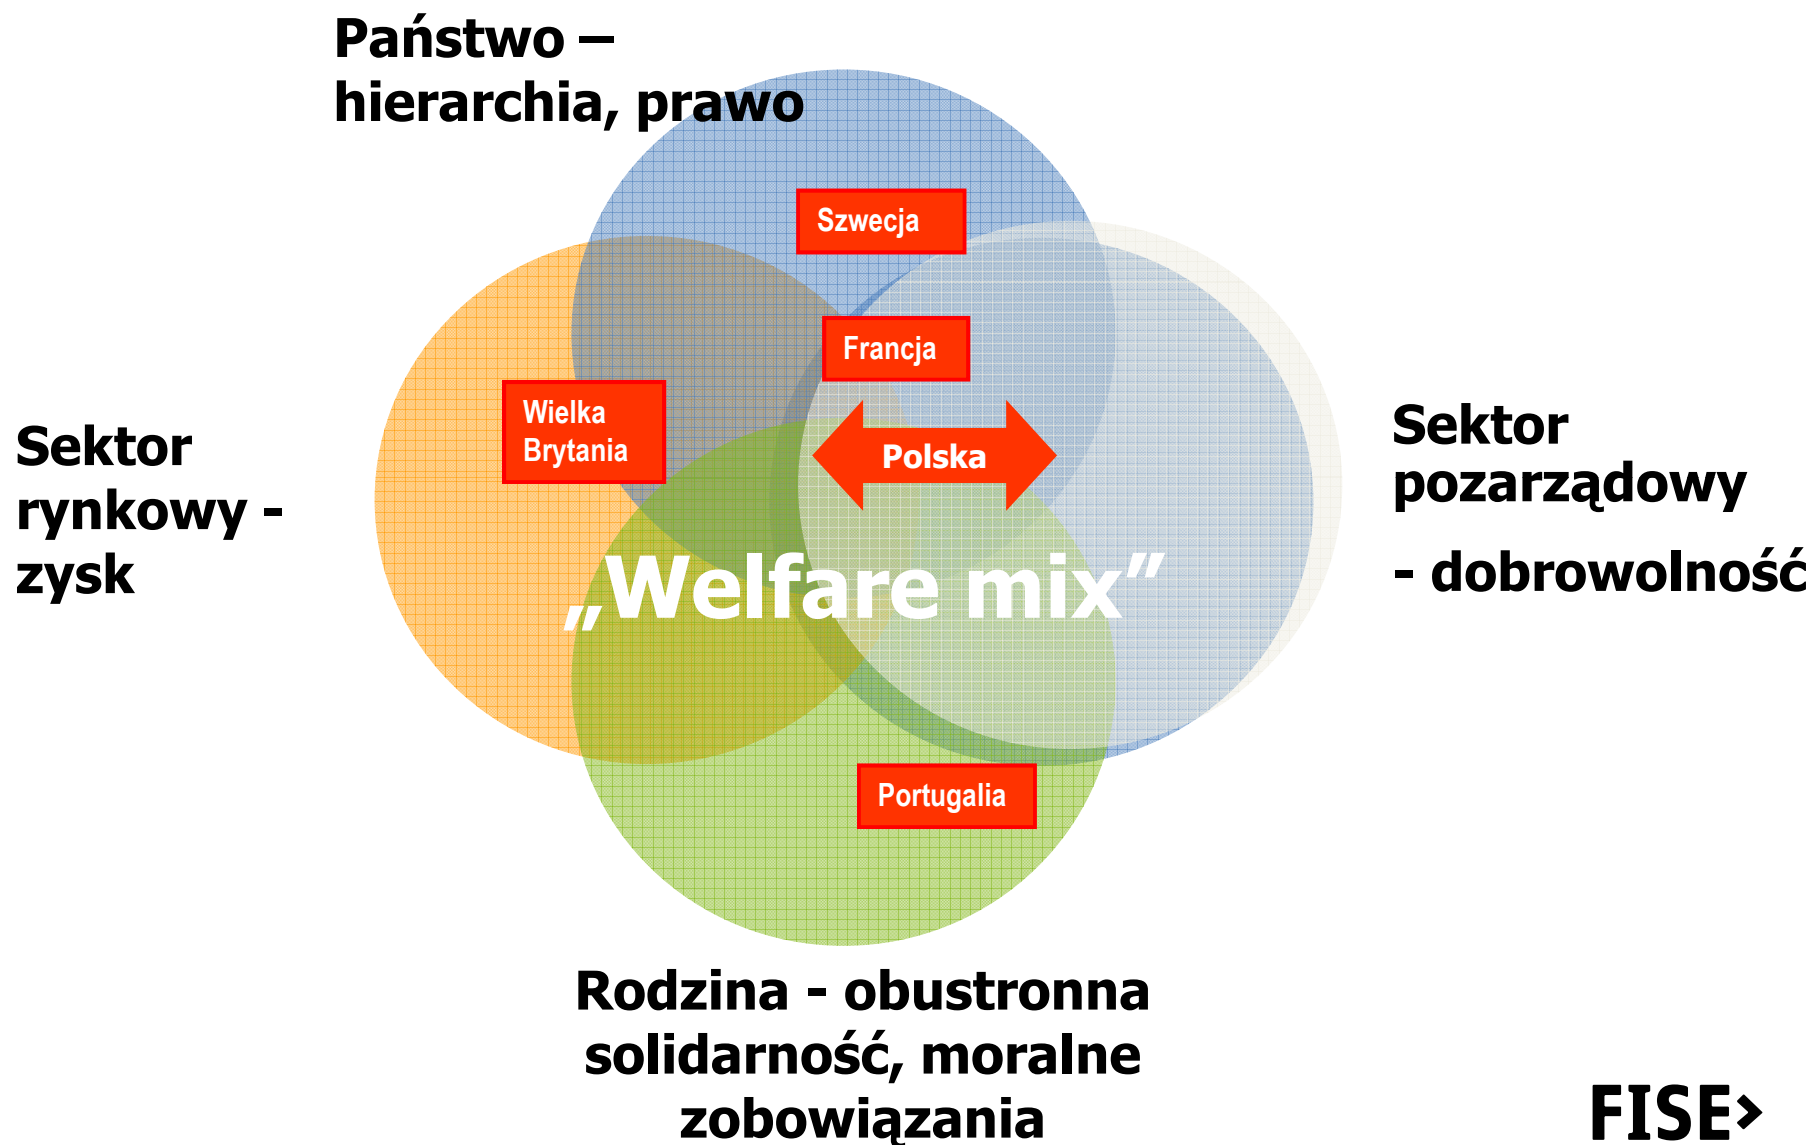 Państwo –
hierarchia, prawo
Szwecja
Francja
Wielka
Brytania
Polska
Sektor
rynkowy -
zysk
Sektor
pozarządowy
- dobrowolność
„Welfare mix”
Portugalia
Rodzina - obustronna
solidarność, moralne
zobowiązania
FISE>